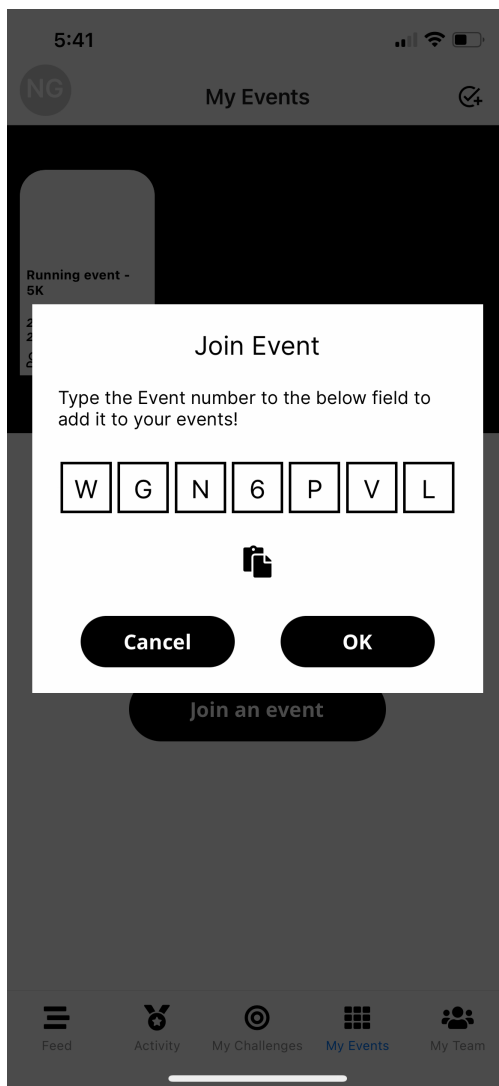 5:41
NG
My Events
Running event -
5K
Join Event
Type the Event number to the below field to
add it to your events!
W G N 6 P V L
Cancel OK
Join an event
Feed Activity My Challenges My Events My Team